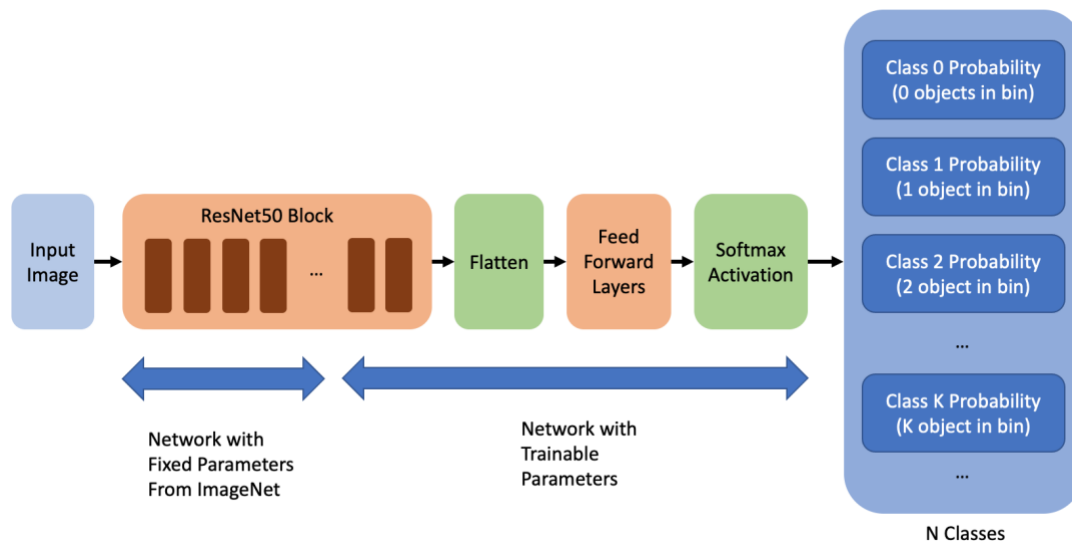 Input
Image
ResNet50 Block
...
Flatten
Feed
Forward
Layers
Softmax
Activation
Class 0 Probability
(0 objects in bin)
Class 1 Probability
(1 object in bin)
Class 2 Probability
(2 object in bin)
...
Class K Probability
(K object in bin)
...
N Classes
Network with
Fixed Parameters
From ImageNet
Network with
Trainable
Parameters